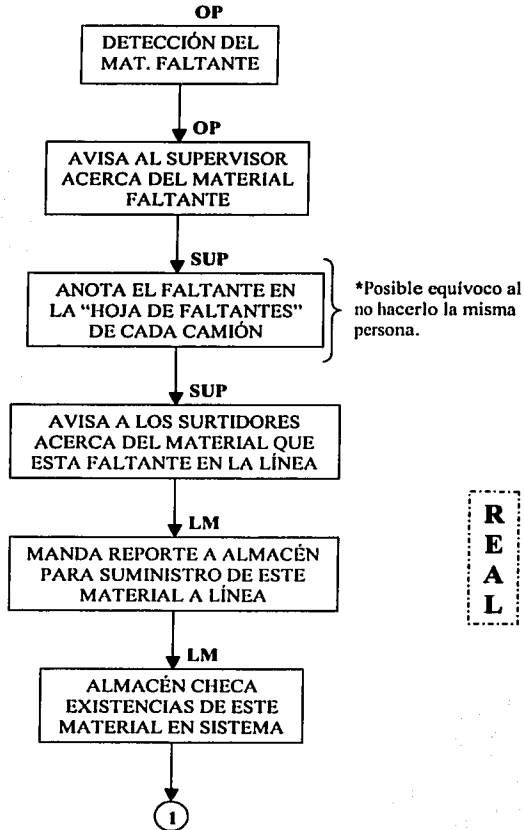 OP
DETECCIÓN DEL
MAT. FALTANTE
OP
AVISA AL SUPERVISOR
ACERCA DEL MATERIAL
FALTANTE
SUP
ANOTA EL FALTANTE EN
LA “HOJA DE FALTANTES”
DE CADA CAMIÓN
*Posible equívoco al
no hacerlo la misma
persona.
SUP
AVISA A LOS SURTIDORES
ACERCA DEL MATERIAL QUE
ESTA FALTANTE EN LA LÍNEA
LM
MANDA REPORTE A ALMACÉN
PARA SUMINISTRO DE ESTE
MATERIAL A LÍNEA
R
E
A
L
LM
ALMACÉN CHECA
EXISTENCIAS DE ESTE
MATERIAL EN SISTEMA
1